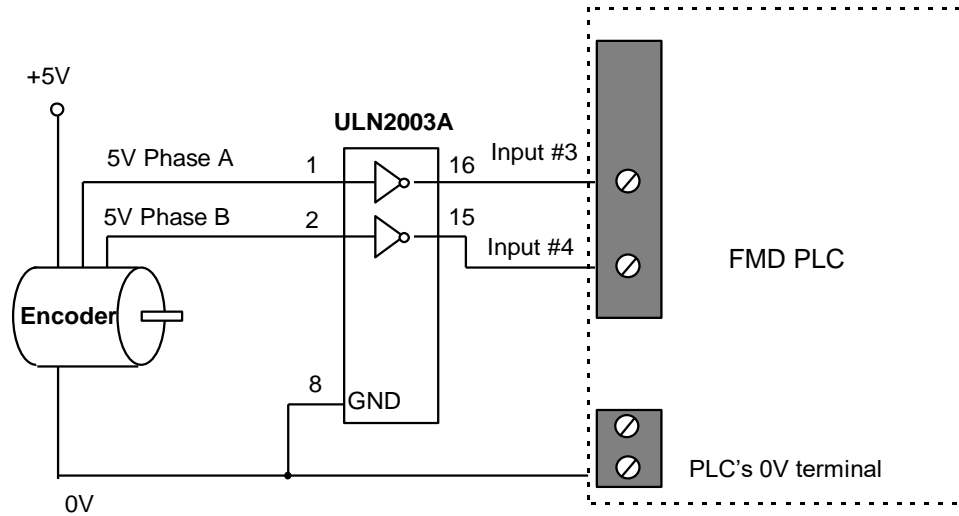 +5V
ULN2003A
5V Phase A
1
16
Input #3
5V Phase B
2
15
Input #4
FMD PLC
Encoder
8
GND
PLC's 0V terminal
0V